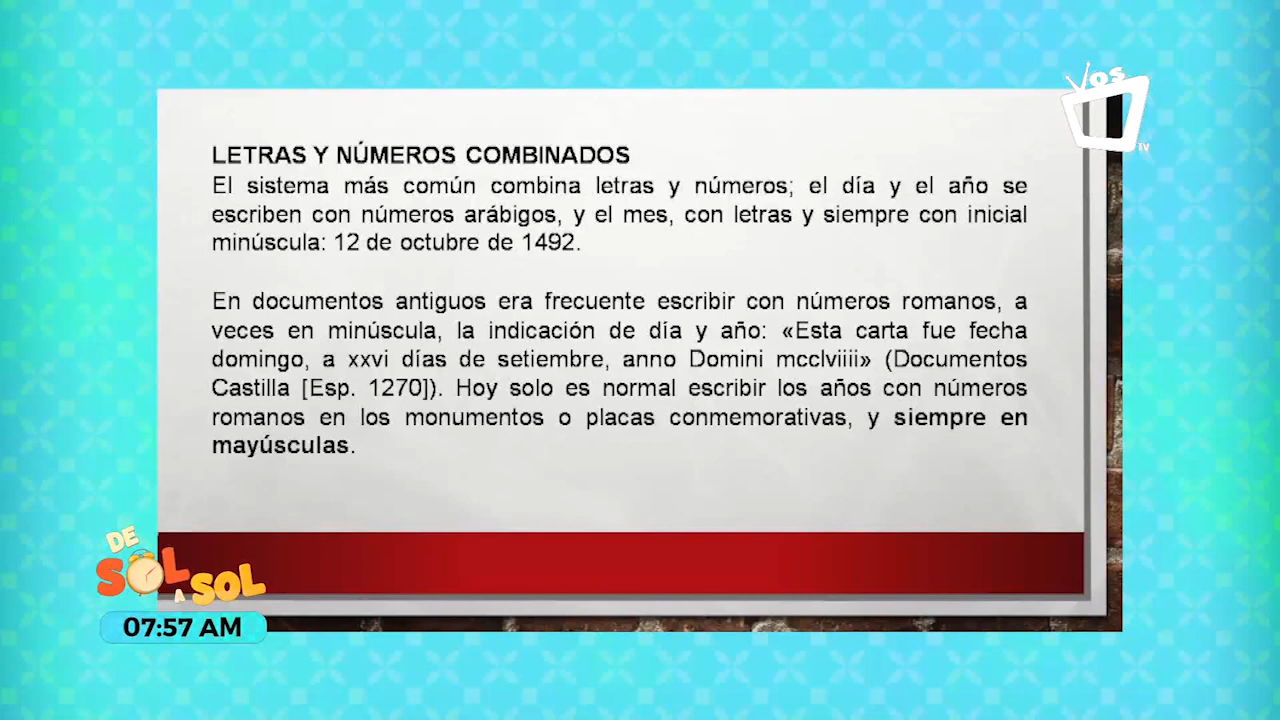 VOS
TV
LETRAS Y NÚMEROS COMBINADOS
El sistema más común combina letras y números; el día y el año se
escriben con números arábigos, y el mes, con letras y siempre con inicial
minúscula: 12 de octubre de 1492.
En documentos antiguos era frecuente escribir con números romanos, a
veces en minúscula, la indicación de día y año: «Esta carta fue fecha
domingo, a xxvi días de setiembre, anno Domini mcclviiii» (Documentos
Castilla [Esp. 1270]). Hoy solo es normal escribir los años con números
romanos en los monumentos o placas conmemorativas, y siempre en
mayúsculas.
DE
SOL
A SOL
07:57 AM